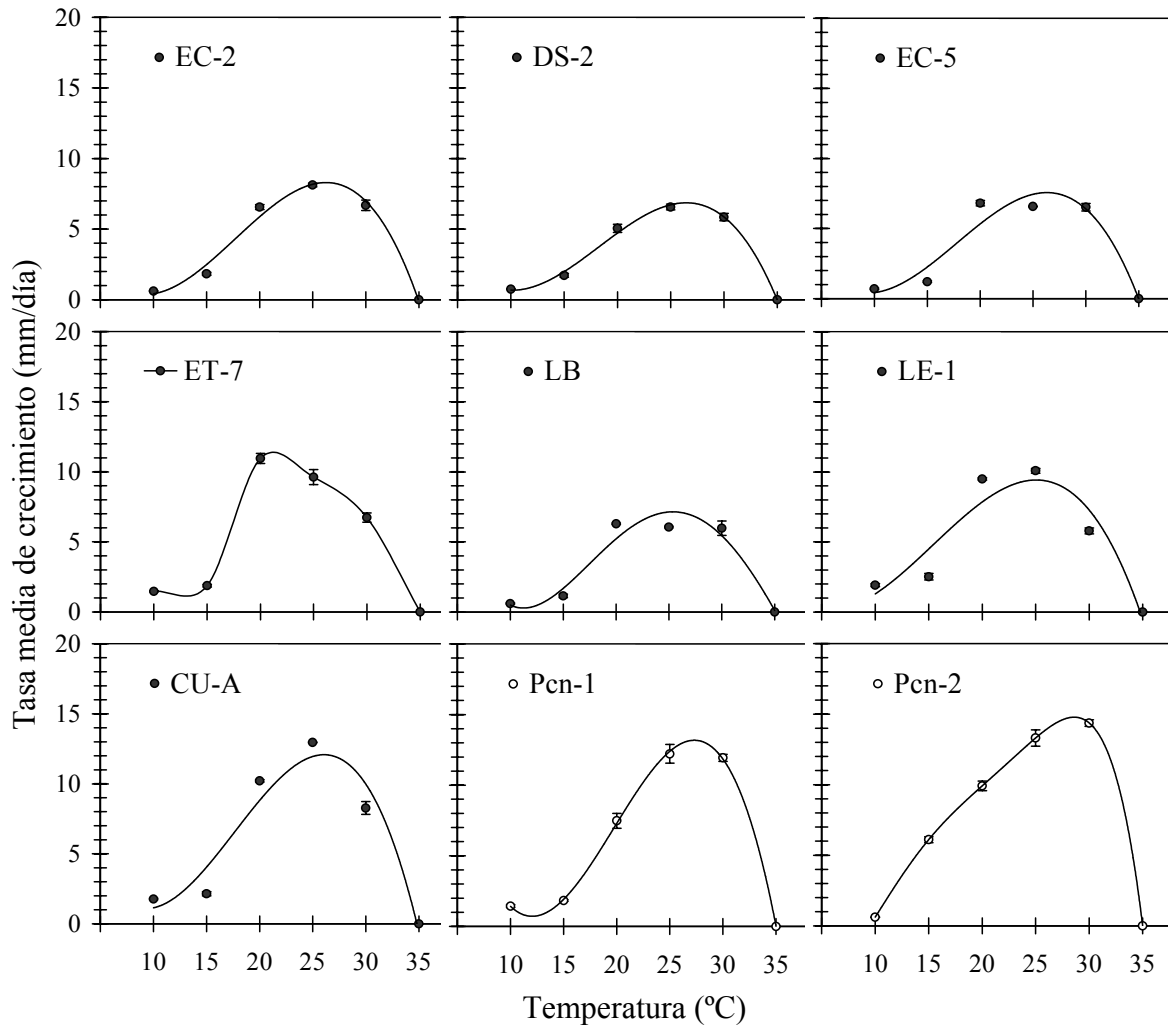 Tasa media de crecimiento (mm/día)
20
15
10
5
0
EC-2
DS-2
EC-5
20
15
10
5
0
ET-7
LB
LE-1
20
15
10
5
0
CU-A
Pcn-1
Pcn-2
10 15 20 25 30 35
10 15 20 25 30 35
10 15 20 25 30 35
Temperatura (ºC)